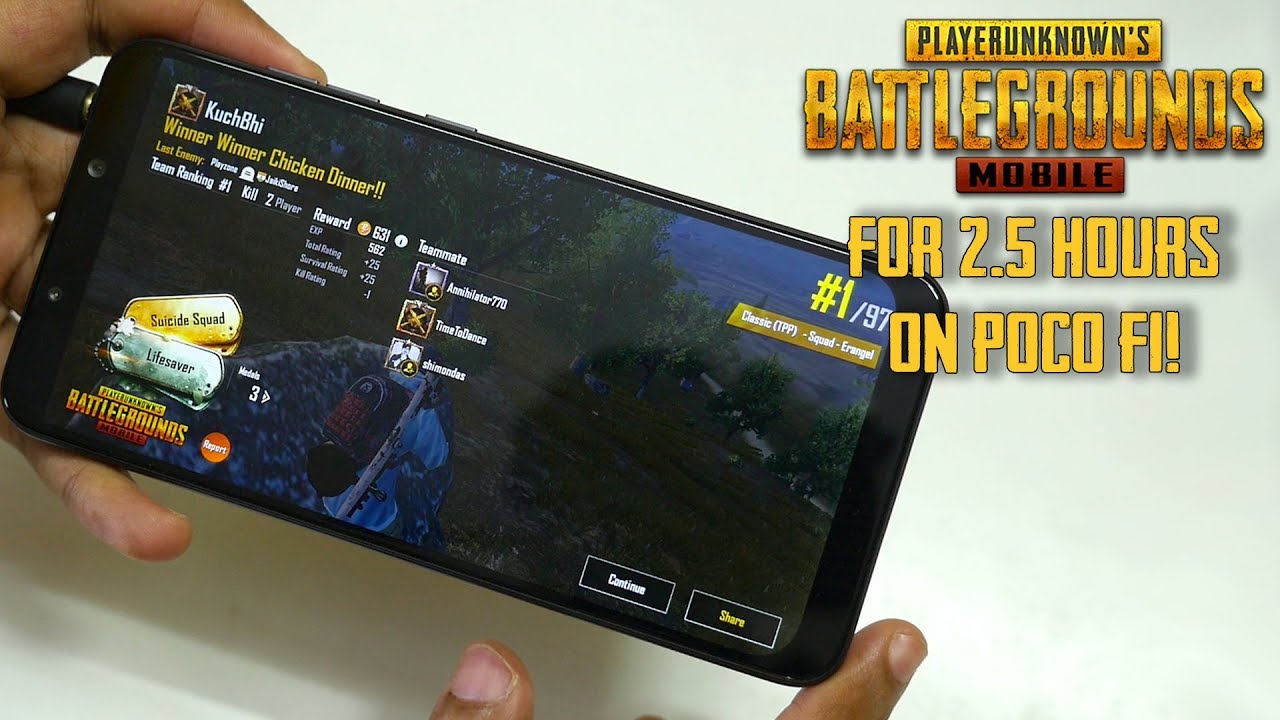 PLAYERUNKNOWN'S
BATTLEGROUNDS
MOBILE
FOR 2.5 HOURS
ON POCO F1!
KuchBhi
Winner Winner Chicken Dinner!!
Last Enemy: Playzone JaikiShere
Team Ranking #1 Kill 2 Player
Reward 631
EXP 562
Total Rating +25
Survival Rating +25
Kill Rating -1
Teammate
Annihilator770
TimeToDance
shimondas
#1/97
Classic (TPP) - Squad - Erangel
Suicide Squad
Lifesaver
Medals
3
PLAYERUNKNOWN'S
BATTLEGROUNDS
MOBILE
Report
Continue
Share